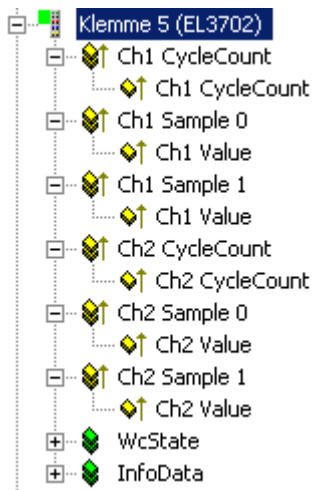 Klemme 5 (EL3702)
Ch1 CycleCount
Ch1 CycleCount
Ch1 Sample 0
Ch1 Value
Ch1 Sample 1
Ch1 Value
Ch2 CycleCount
Ch2 CycleCount
Ch2 Sample 0
Ch2 Value
Ch2 Sample 1
Ch2 Value
WcState
InfoData